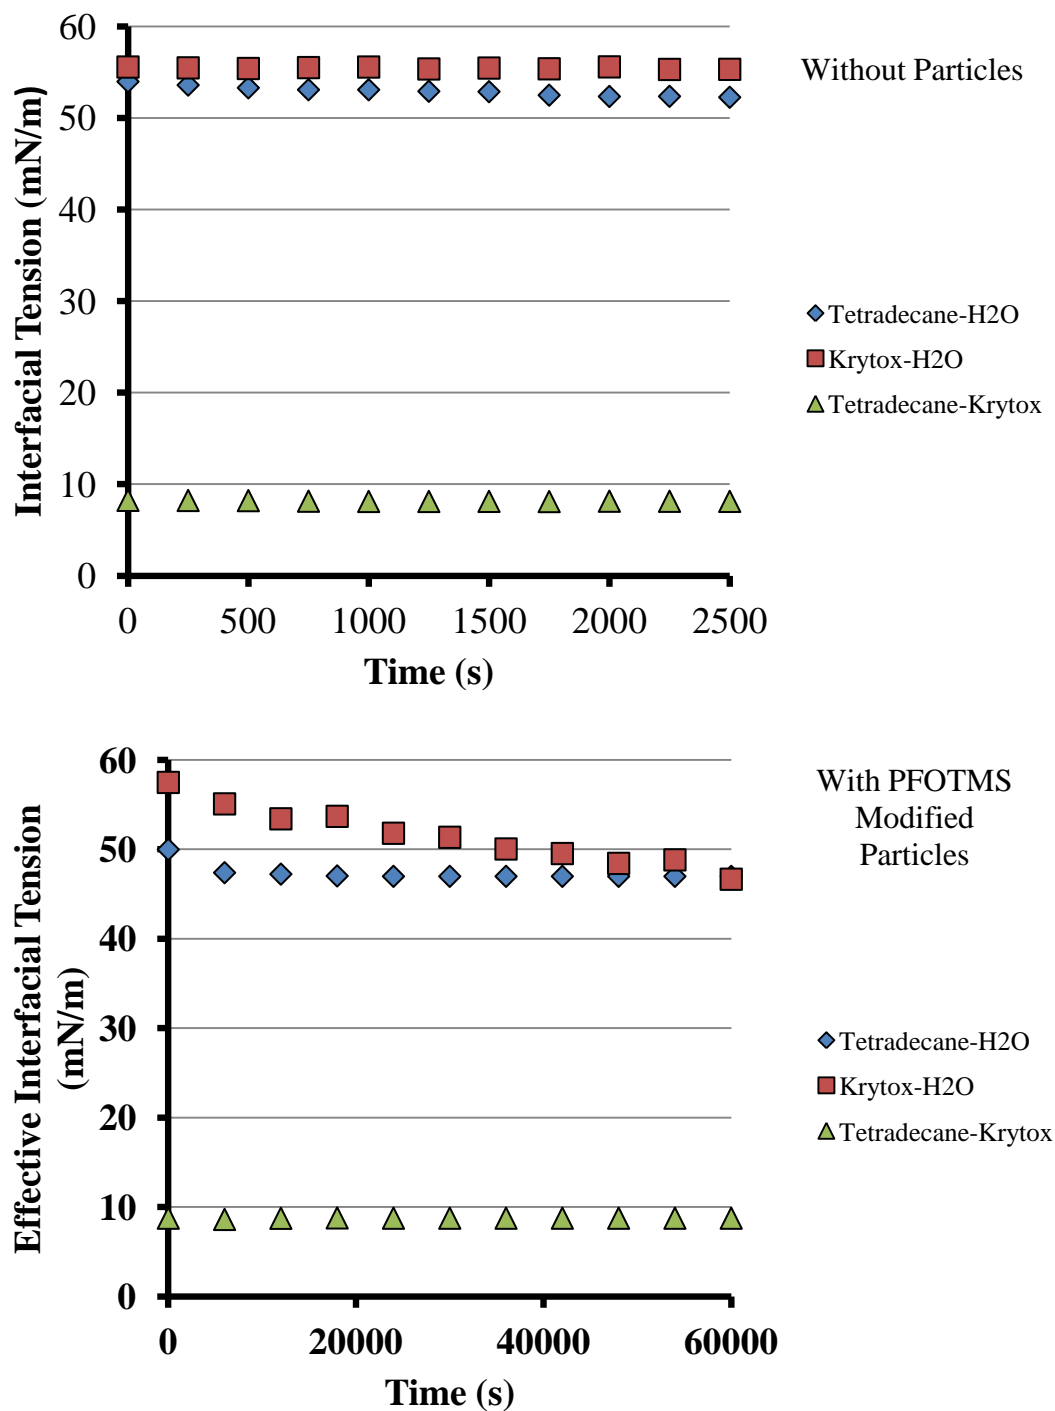 Without Particles
Interfacial Tension (mN/m)
60
50
40
30
20
10
0
0 500 1000 1500 2000 2500
Time (s)
Tetradecane-H2O
Krytox-H2O
Tetradecane-Krytox
With PFOTMS
Modified
Particles
Effective Interfacial Tension
(mN/m)
60
50
40
30
20
10
0
0 20000 40000 60000
Time (s)
Tetradecane-H2O
Krytox-H2O
Tetradecane-Krytox